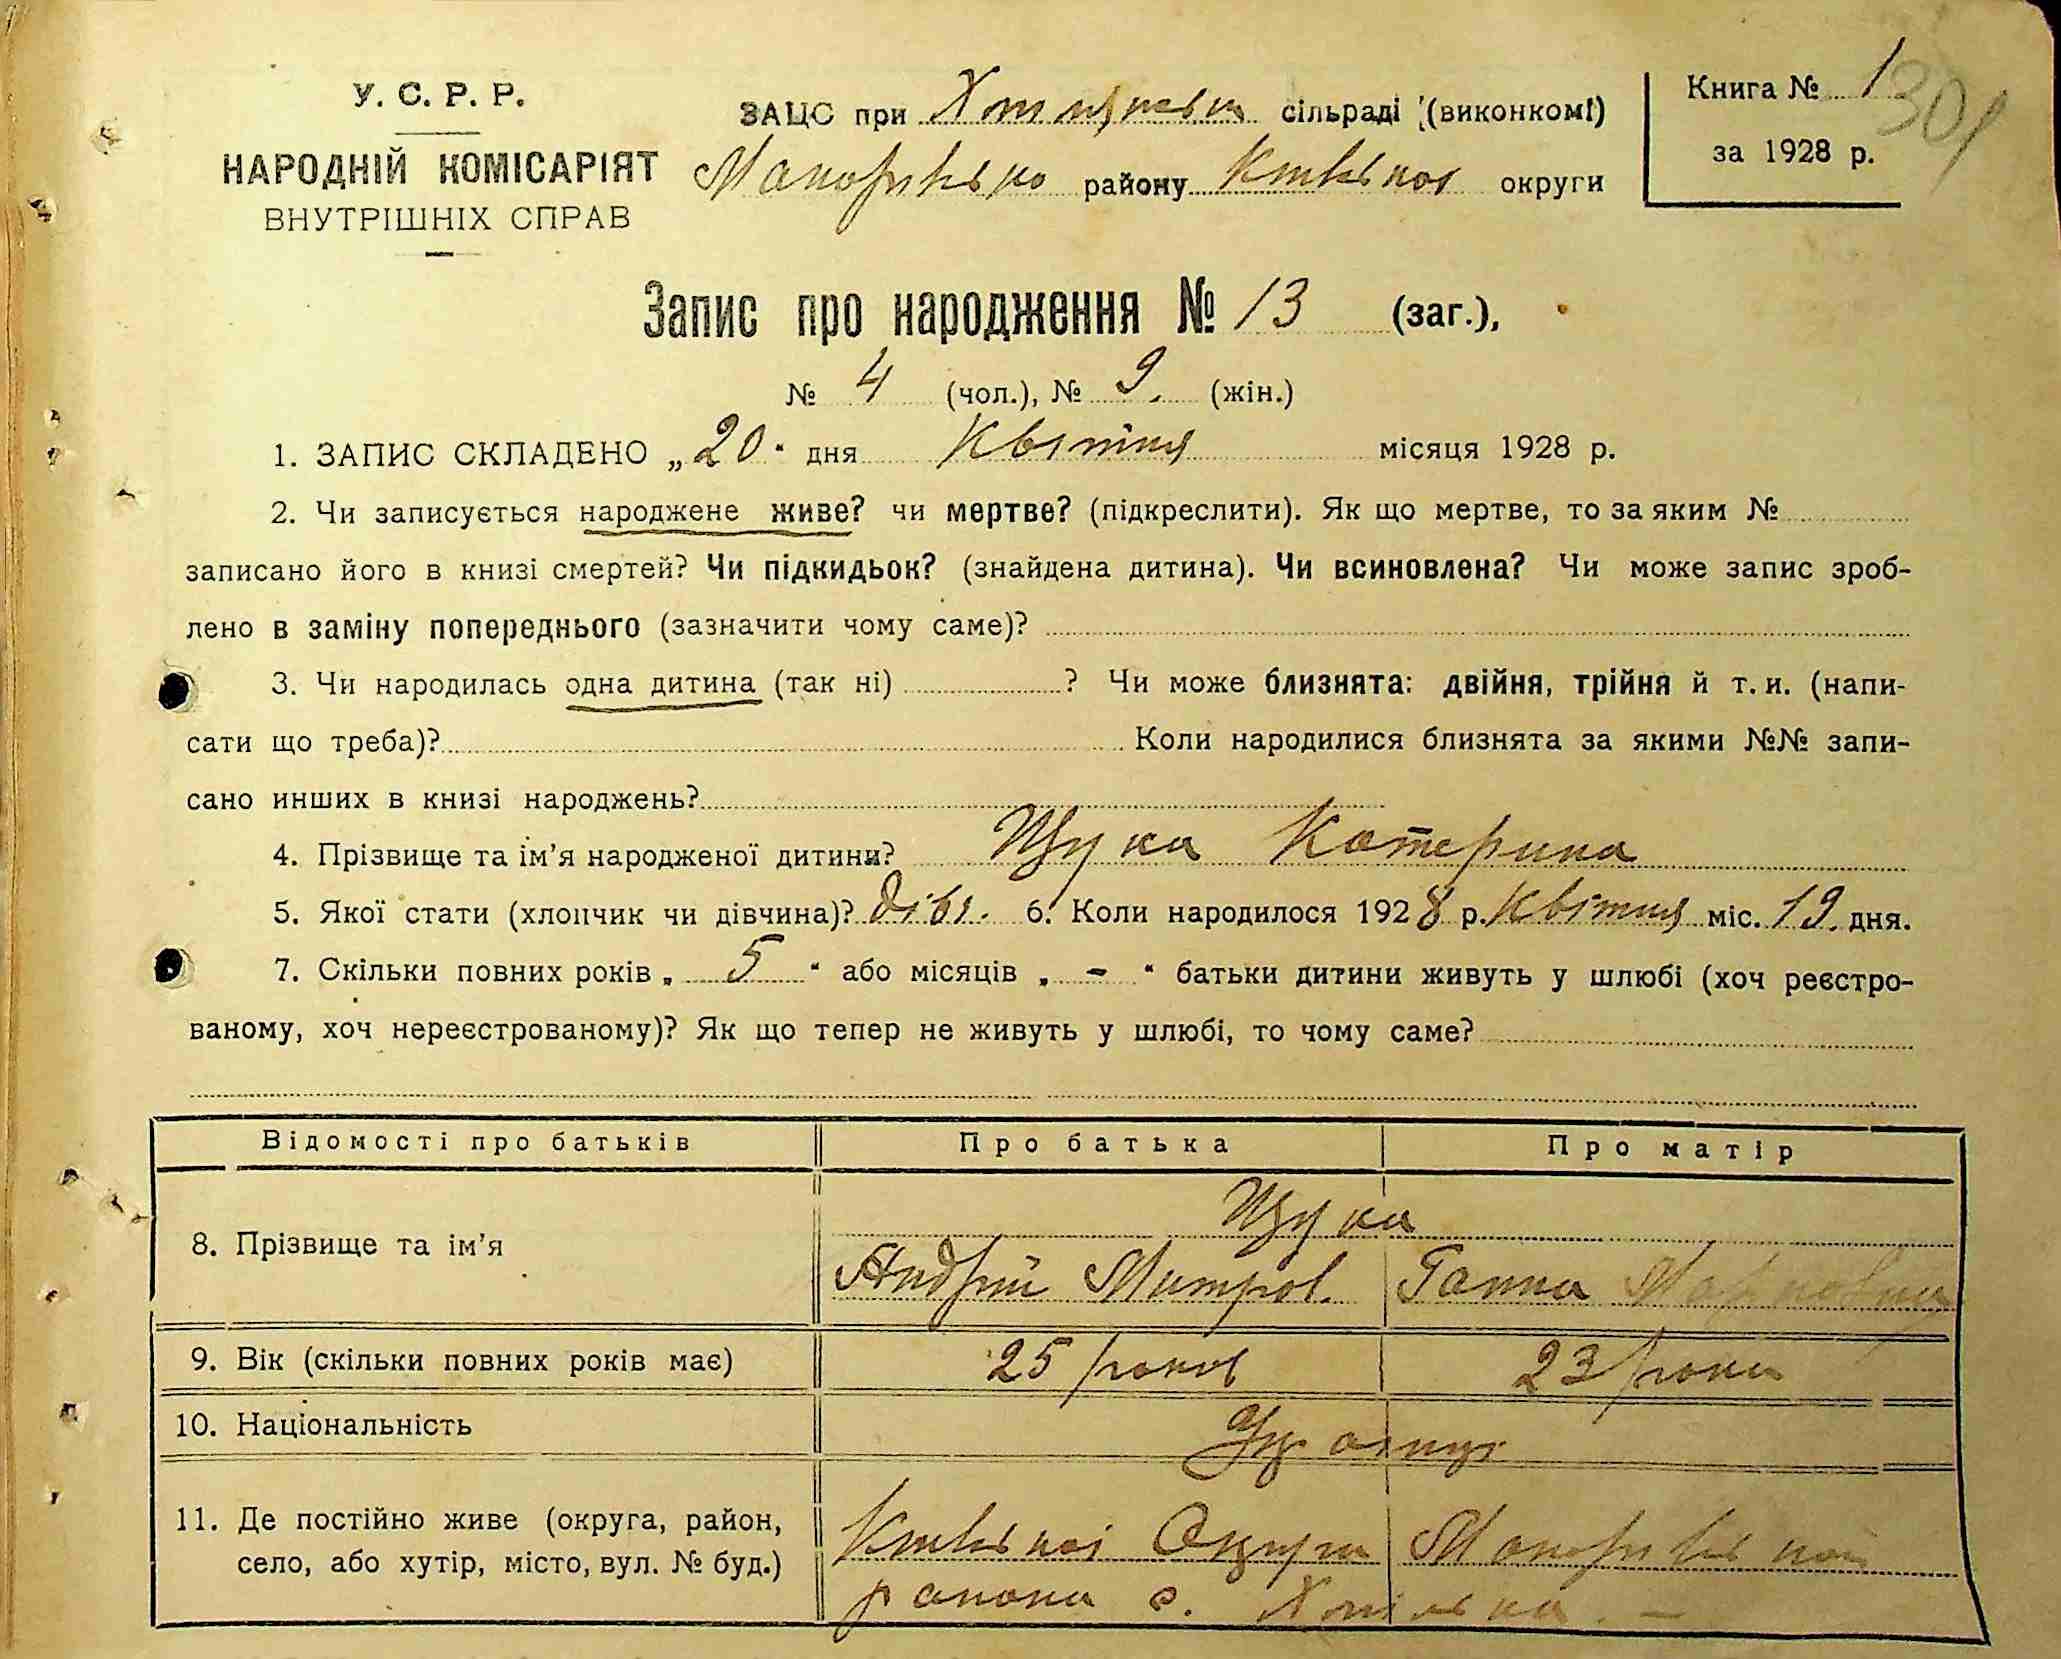 У. С. Р. Р.
НАРОДНІЙ КОМІСАРІЯТ
ВНУТРІШНІХ СПРАВ
ЗАЦС при сільраді (виконкомі)
району округи
Книга № 1
301
за 1928 р.
Запис про народження № 13 (заг.),
№ 4 (чол.), № 9. (жін.)
1. ЗАПИС СКЛАДЕНО „20“ дня Квітня місяця 1928 р.
2. Чи записується народжене живе? чи мертве? (підкреслити). Як що мертве, то за яким №
записано його в книзі смертей? Чи підкидьок? (знайдена дитина). Чи всиновлена? Чи може запис зроб-
лено в заміну попереднього (зазначити чому саме)?
3. Чи народилась одна дитина (так ні) ? Чи може близнята: двійня, трійня й т. и. (напи-
сати що треба)? Коли народилися близнята за якими №№ запи-
сано инших в книзі народжень?
4. Прізвище та ім’я народженої дитини? Щука Катерина
5. Якої стати (хлопчик чи дівчина)? дівч. 6. Коли народилося 1928 р. Квітня міс. 19. дня.
7. Скільки повних років „ 5 “ або місяців „ - “ батьки дитини живуть у шлюбі (хоч реєстро-
ваному, хоч нереєстрованому)? Як що тепер не живуть у шлюбі, то чому саме?
Відомості про батьків Про батька Про матір
8. Прізвище та ім’я Щука
Андрій Митров. Ганна
9. Вік (скільки повних років має) 25 років 23 роки
10. Національність
11. Де постійно живе (округа, район,
село, або хутір, місто, вул. № буд.)
Округи
района с.